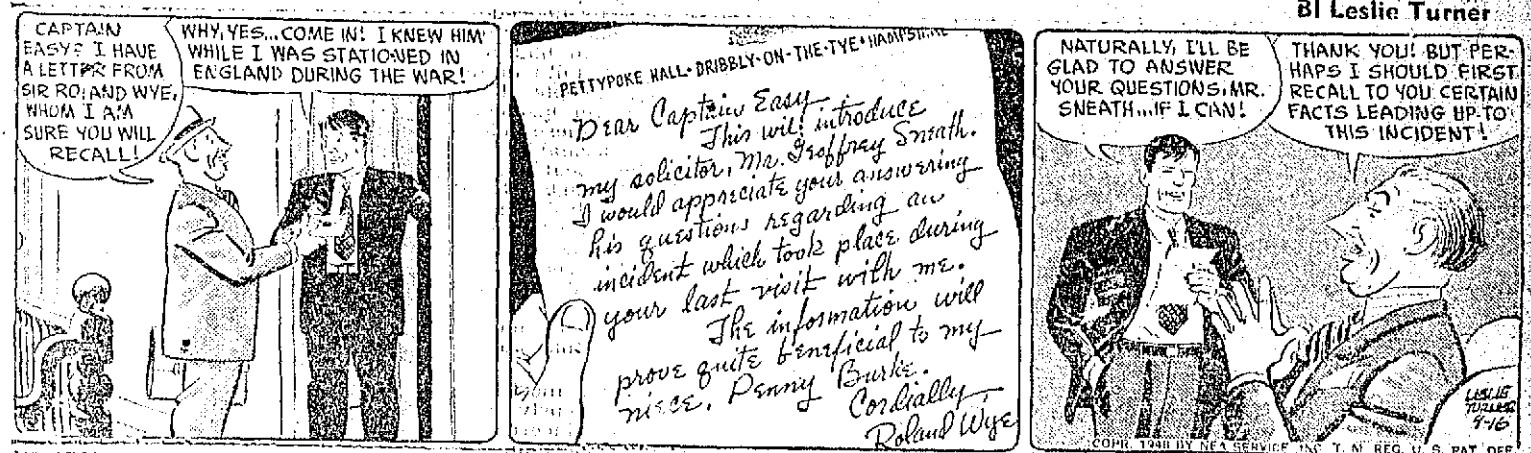 BI Leslie Turner
CAPTAIN
EASY? I HAVE
A LETTER FROM
SIR ROLAND WYE,
WHOM I AM
SURE YOU WILL
RECALL!
WHY, YES...COME IN! I KNEW HIM
WHILE I WAS STATIONED IN
ENGLAND DURING THE WAR!
PETTYPOKE HALL • DRIBBLY-ON-THE-TYE • HAMPSHIRE
Dear Captain Easy
This will introduce
my solicitor, Mr. Geoffrey Sneath.
I would appreciate your answering
his questions regarding an
incident which took place during
your last visit with me.
The information will
prove quite beneficial to my
niece, Penny Burke.
Cordially
Roland Wye
NATURALLY, I'LL BE
GLAD TO ANSWER
YOUR QUESTIONS, MR.
SNEATH...IF I CAN!
THANK YOU! BUT PER-
HAPS I SHOULD FIRST
RECALL TO YOU CERTAIN
FACTS LEADING UP TO
THIS INCIDENT!
LESLIE
TURNER
9-16
COPR. 1948 BY NEA SERVICE, INC. T. M. REG. U. S. PAT. OFF.